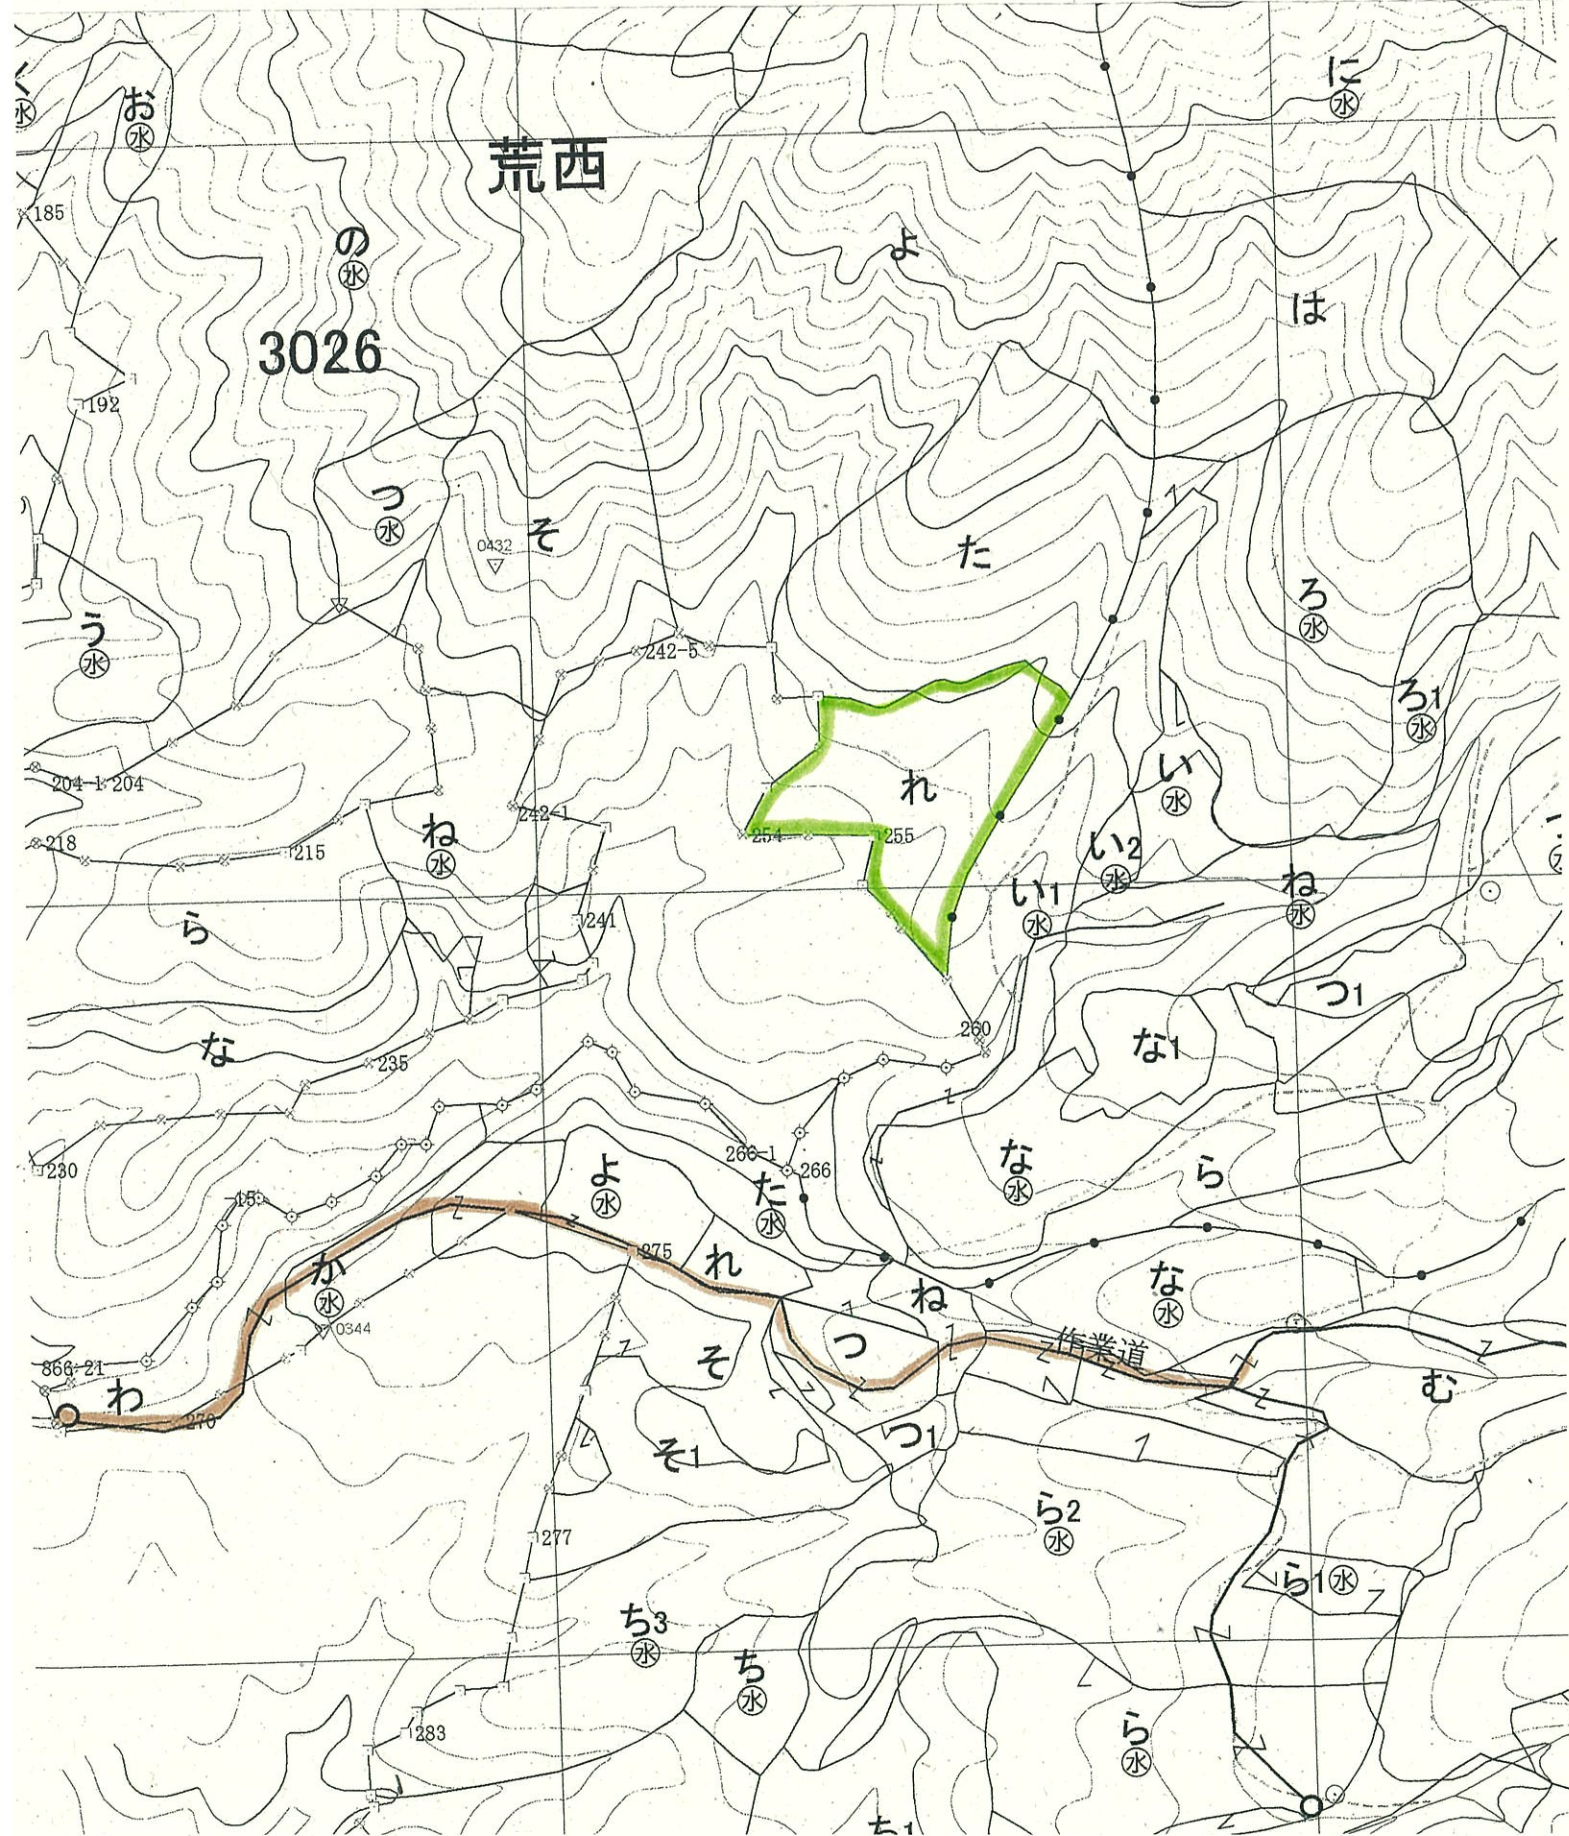 く
水
お
水
に
水
荒西
185
の
水
よ
は
3026
192
つ
水
0432
そ
た
ろ
水
う
水
242-5
ろ1
水
204-1
204
れ
い
水
242-1
218
215
ね
水
254
255
い2
水
い1
水
ね
水
ら
241
つ1
な
260
な1
235
230
266-1
266
よ
水
た
水
な
水
ら
15
275
れ
か
水
0344
ね
な
水
つ
作業道
866-21
わ
270
そ
む
そ1
つ1
277
ら2
水
ら1
水
ち3
水
ち
水
283
ら
水
ち1